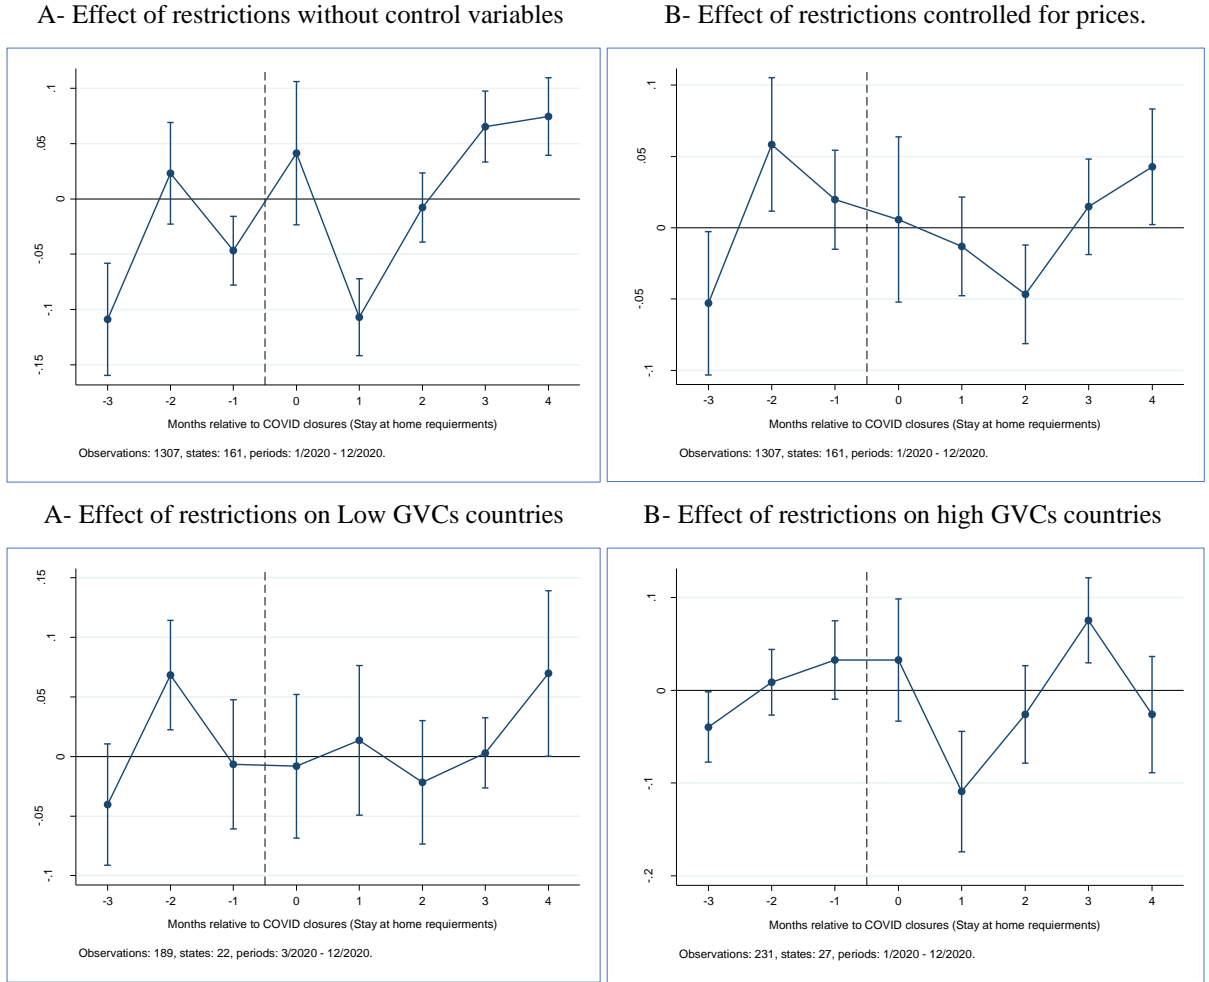 A- Effect of restrictions without control variables
.1
.05
0
-.05
-.1
-.15
-3 -2 -1 0 1 2 3 4
Months relative to COVID closures (Stay at home requierments)
Observations: 1307, states: 161, periods: 1/2020 - 12/2020.
B- Effect of restrictions controlled for prices.
.1
.05
0
-.05
-.1
-3 -2 -1 0 1 2 3 4
Months relative to COVID closures (Stay at home requierments)
Observations: 1307, states: 161, periods: 1/2020 - 12/2020.
A- Effect of restrictions on Low GVCs countries
.15
.1
.05
0
-.05
-.1
-3 -2 -1 0 1 2 3 4
Months relative to COVID closures (Stay at home requierments)
Observations: 189, states: 22, periods: 3/2020 - 12/2020.
B- Effect of restrictions on high GVCs countries
.1
0
-.1
-.2
-3 -2 -1 0 1 2 3 4
Months relative to COVID closures (Stay at home requierments)
Observations: 231, states: 27, periods: 1/2020 - 12/2020.